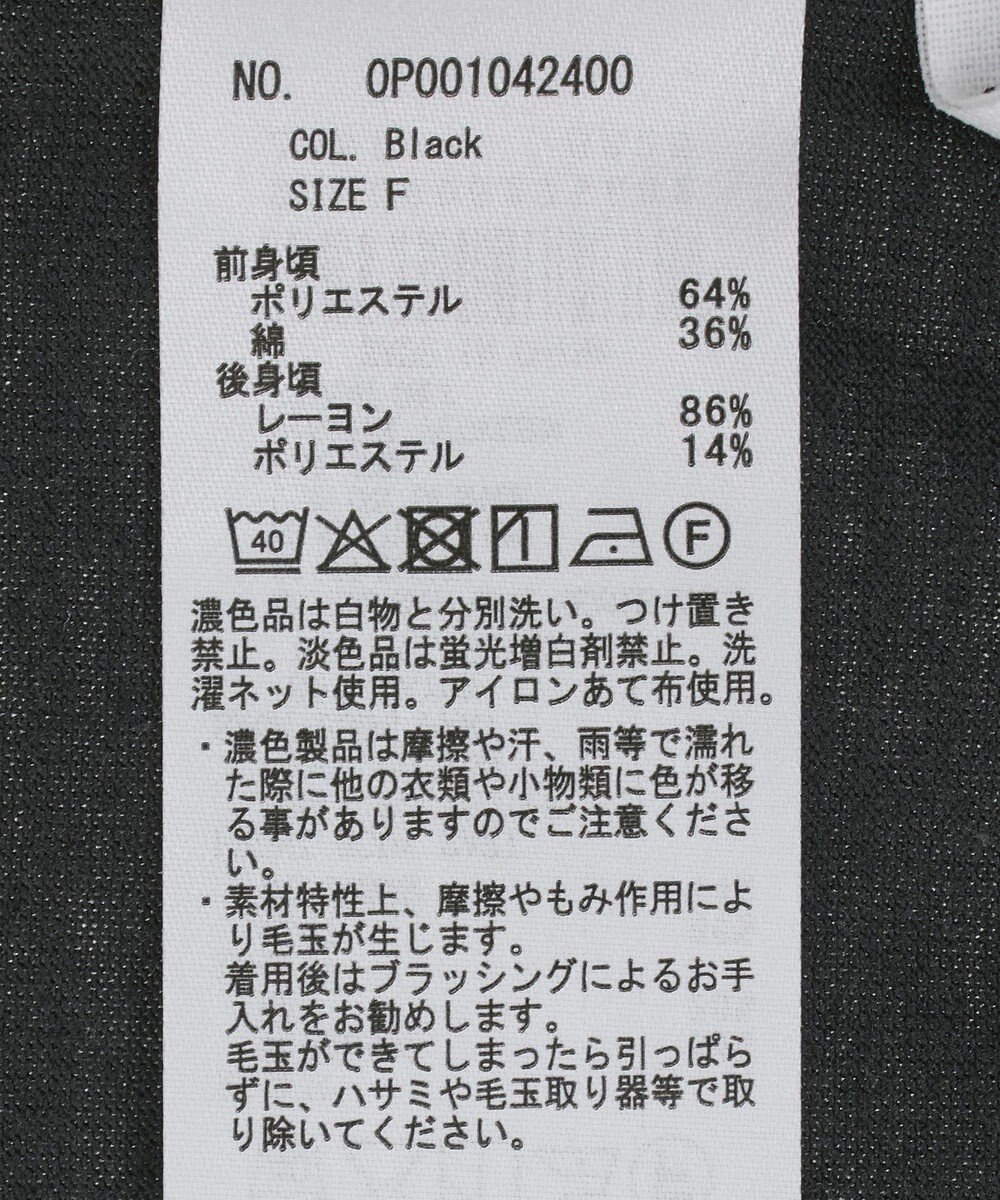 NO. OP001042400
COL. Black
SIZE F
前身頃
ポリエステル 64%
綿 36%
後身頃
レーヨン 86%
ポリエステル 14%
40 F
濃色品は白物と分別洗い。つけ置き
禁止。淡色品は蛍光増白剤禁止。洗
濯ネット使用。アイロンあて布使用。
・濃色製品は摩擦や汗、雨等で濡れ
た際に他の衣類や小物類に色が移
る事がありますのでご注意くださ
い。
・素材特性上、摩擦やもみ作用によ
り毛玉が生じます。
着用後はブラッシングによるお手
入れをお勧めします。
毛玉ができてしまったら引っぱら
ずに、ハサミや毛玉取り器等で取
り除いてください。